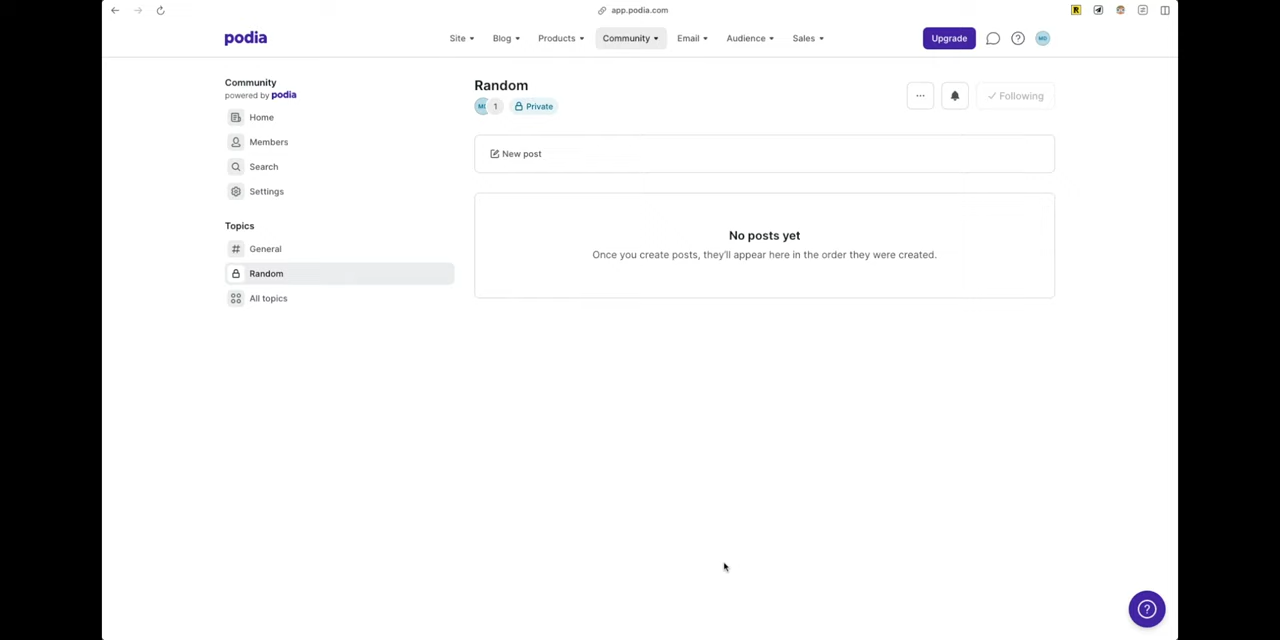 app.podia.com
R
podia
Site
Blog
Products
Community
Email
Audience
Sales
Upgrade
MD
Community
powered by podia
Home
Members
Search
Settings
Topics
General
Random
All topics
Random
1
Private
Following
New post
No posts yet
Once you create posts, they'll appear here in the order they were created.